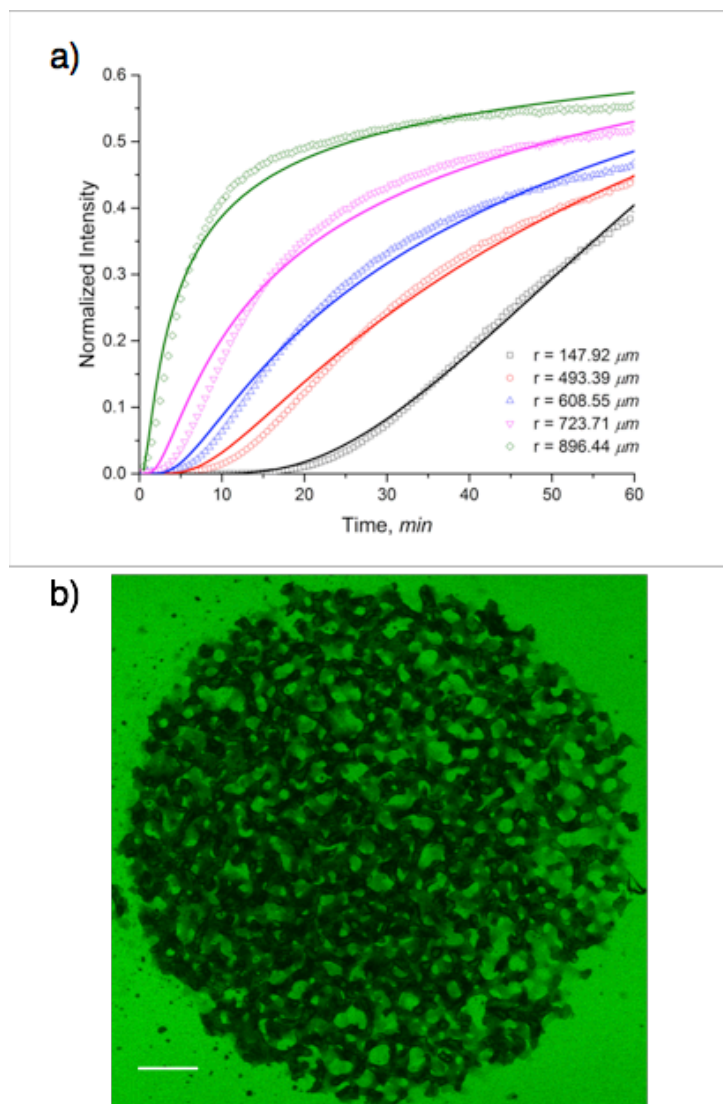 a)
0.6
0.5
0.4
0.3
0.2
0.1
0.0
Normalized Intensity
r = 147.92 µm
r = 493.39 µm
r = 608.55 µm
r = 723.71 µm
r = 896.44 µm
0 10 20 30 40 50 60
Time, min
b)